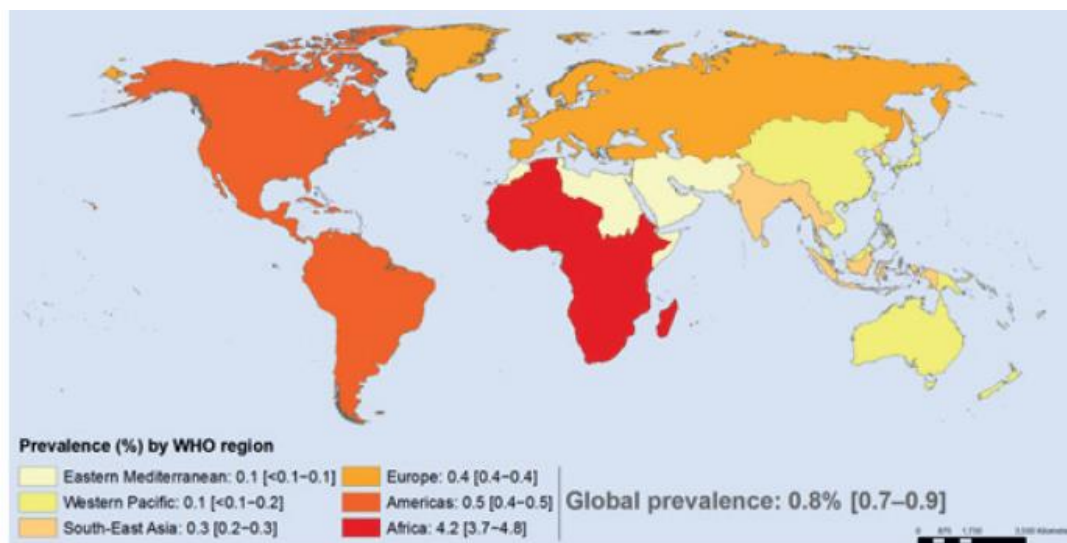 Prevalence (%) by WHO region
Eastern Mediterranean: 0.1 [<0.1–0.1]
Western Pacific: 0.1 [<0.1–0.2]
South-East Asia: 0.3 [0.2–0.3]
Europe: 0.4 [0.4–0.4]
Americas: 0.5 [0.4–0.5]
Africa: 4.2 [3.7–4.8]
Global prevalence: 0.8% [0.7–0.9]